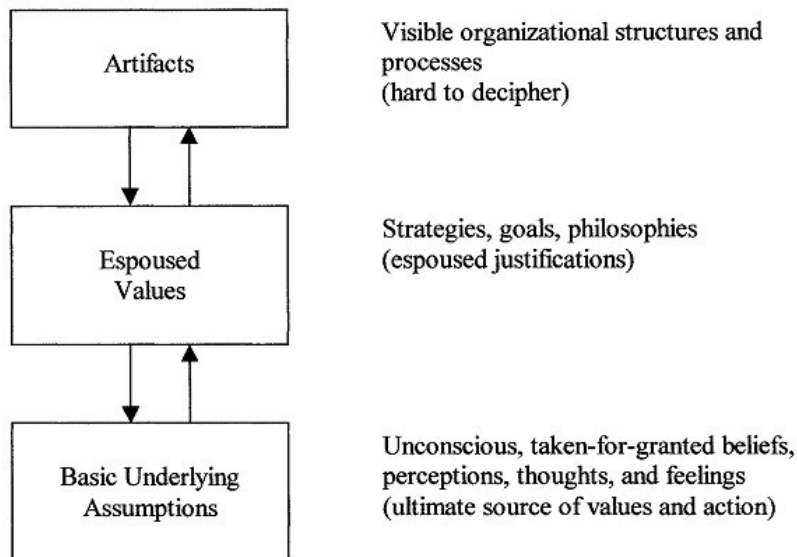 Artifacts
Visible organizational structures and
processes
(hard to decipher)
Espoused
Values
Strategies, goals, philosophies
(espoused justifications)
Basic Underlying
Assumptions
Unconscious, taken-for-granted beliefs,
perceptions, thoughts, and feelings
(ultimate source of values and action)